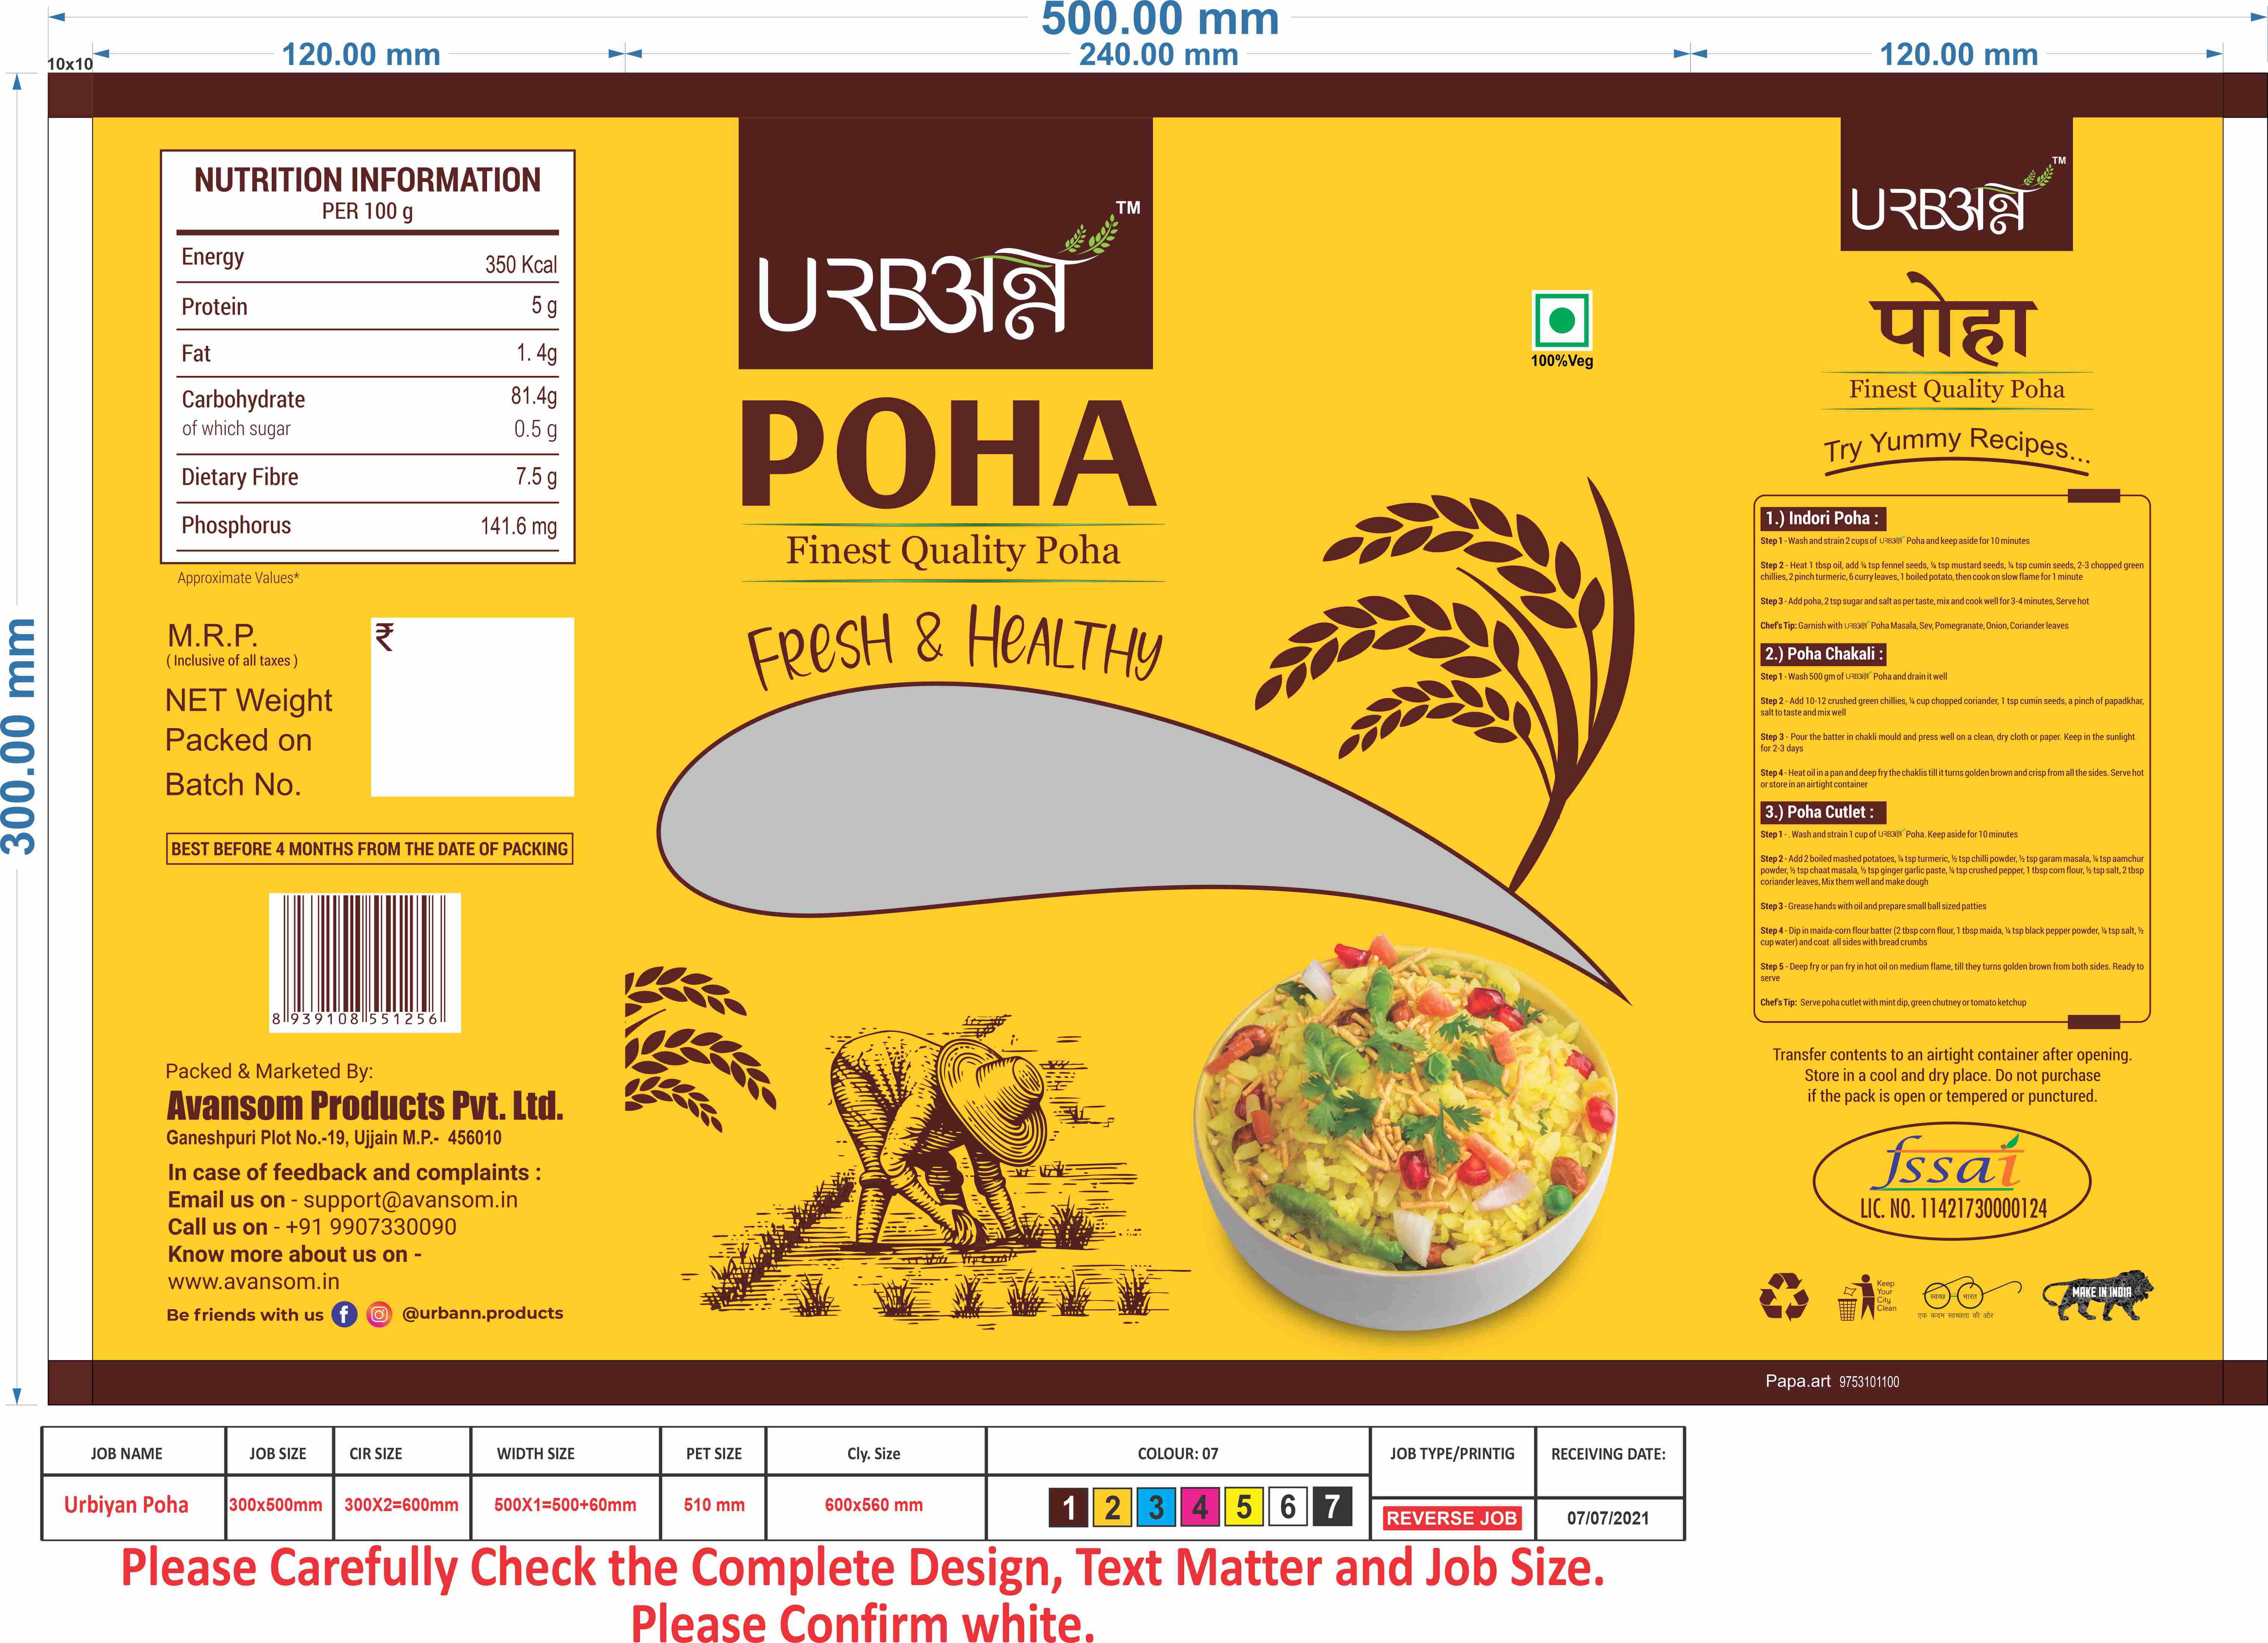 500.00 mm
120.00 mm
240.00 mm
120.00 mm
10x10
300.00 mm
NUTRITION INFORMATION
PER 100 g
Energy 350 Kcal
Protein 5 g
Fat 1. 4g
Carbohydrate 81.4g
of which sugar 0.5 g
Dietary Fibre 7.5 g
Phosphorus 141.6 mg
Approximate Values*
M.R.P. ₹
( Inclusive of all taxes )
NET Weight
Packed on
Batch No.
BEST BEFORE 4 MONTHS FROM THE DATE OF PACKING
8 939108 551256
Packed & Marketed By:
Avansom Products Pvt. Ltd.
Ganeshpuri Plot No.-19, Ujjain M.P.- 456010
In case of feedback and complaints :
Email us on - support@avansom.in
Call us on - +91 9907330090
Know more about us on -
www.avansom.in
Be friends with us @urbann.products
URBअन्न TM
POHA
Finest Quality Poha
FReSH & HeALTHy
100%Veg
URBअन्न TM
पोहा
Finest Quality Poha
Try Yummy Recipes...
1.) Indori Poha :
Step 1 - Wash and strain 2 cups of URBअन्न Poha and keep aside for 10 minutes
Step 2 - Heat 1 tbsp oil, add ¼ tsp fennel seeds, ¼ tsp mustard seeds, ¼ tsp cumin seeds, 2-3 chopped green
chillies, 2 pinch turmeric, 6 curry leaves, 1 boiled potato, then cook on slow flame for 1 minute
Step 3 - Add poha, 2 tsp sugar and salt as per taste, mix and cook well for 3-4 minutes, Serve hot
Chef's Tip: Garnish with URBअन्न Poha Masala, Sev, Pomegranate, Onion, Coriander leaves
2.) Poha Chakali :
Step 1 - Wash 500 gm of URBअन्न Poha and drain it well
Step 2 - Add 10-12 crushed green chillies, ¼ cup chopped coriander, 1 tsp cumin seeds, a pinch of papadkhar,
salt to taste and mix well
Step 3 - Pour the batter in chakli mould and press well on a clean, dry cloth or paper. Keep in the sunlight
for 2-3 days
Step 4 - Heat oil in a pan and deep fry the chaklis till it turns golden brown and crisp from all the sides. Serve hot
or store in an airtight container
3.) Poha Cutlet :
Step 1 - . Wash and strain 1 cup of URBअन्न Poha. Keep aside for 10 minutes
Step 2 - Add 2 boiled mashed potatoes, ¼ tsp turmeric, ½ tsp chilli powder, ½ tsp garam masala, ¼ tsp aamchur
powder, ½ tsp chaat masala, ½ tsp ginger garlic paste, ¼ tsp crushed pepper, 1 tbsp corn flour, ½ tsp salt, 2 tbsp
coriander leaves, Mix them well and make dough
Step 3 - Grease hands with oil and prepare small ball sized patties
Step 4 - Dip in maida-corn flour batter (2 tbsp corn flour, 1 tbsp maida, ¼ tsp black pepper powder, ¼ tsp salt, ½
cup water) and coat all sides with bread crumbs
Step 5 - Deep fry or pan fry in hot oil on medium flame, till they turns golden brown from both sides. Ready to
serve
Chef's Tip: Serve poha cutlet with mint dip, green chutney or tomato ketchup
Transfer contents to an airtight container after opening.
Store in a cool and dry place. Do not purchase
if the pack is open or tempered or punctured.
fssai
LIC. NO. 11421730000124
Keep
Your
City
Clean
स्वच्छ भारत
एक कदम स्वच्छता की ओर
MAKE IN INDIA
Papa.art 9753101100
JOB NAME JOB SIZE CIR SIZE WIDTH SIZE PET SIZE Cly. Size COLOUR: 07 JOB TYPE/PRINTIG RECEIVING DATE:
Urbiyan Poha 300x500mm 300X2=600mm 500X1=500+60mm 510 mm 600x560 mm 1 2 3 4 5 6 7 REVERSE JOB 07/07/2021
Please Carefully Check the Complete Design, Text Matter and Job Size.
Please Confirm white.